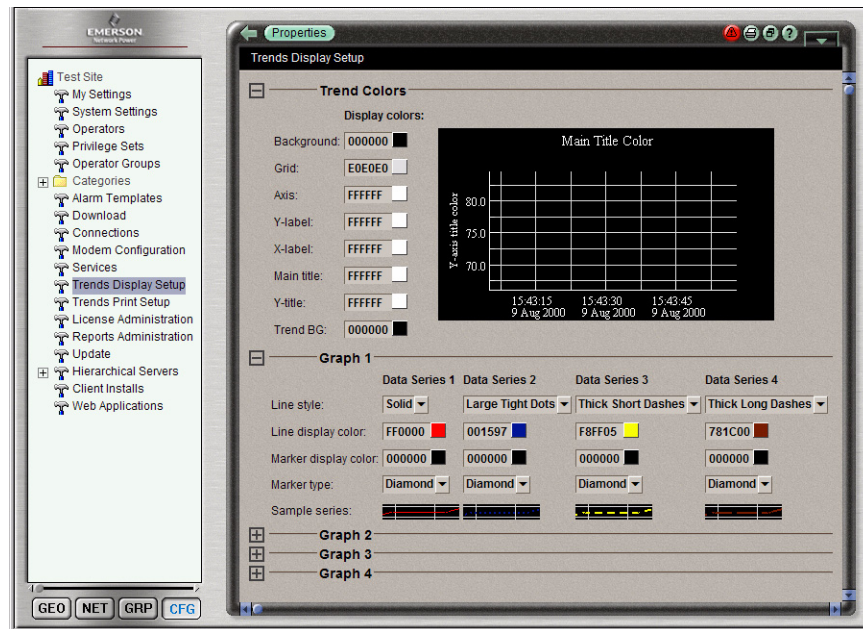 EMERSON
Network Power
Test Site
My Settings
System Settings
Operators
Privilege Sets
Operator Groups
Categories
Alarm Templates
Download
Connections
Modem Configuration
Services
Trends Display Setup
Trends Print Setup
License Administration
Reports Administration
Update
Hierarchical Servers
Client Installs
Web Applications
GEO NET GRP CFG
Properties
?
Trends Display Setup
Trend Colors
Display colors:
Background: 000000
Grid: E0E0E0
Axis: FFFFFF
Y-label: FFFFFF
X-label: FFFFFF
Main title: FFFFFF
Y-title: FFFFFF
Trend BG: 000000
Main Title Color
Y-axis title color
80.0
75.0
70.0
15:43:15 15:43:30 15:43:45
9 Aug 2000 9 Aug 2000 9 Aug 2000
Graph 1
Data Series 1 Data Series 2 Data Series 3 Data Series 4
Line style: Solid Large Tight Dots Thick Short Dashes Thick Long Dashes
Line display color: FF0000 001597 F8FF05 781C00
Marker display color: 000000 000000 000000 000000
Marker type: Diamond Diamond Diamond Diamond
Sample series:
Graph 2
Graph 3
Graph 4